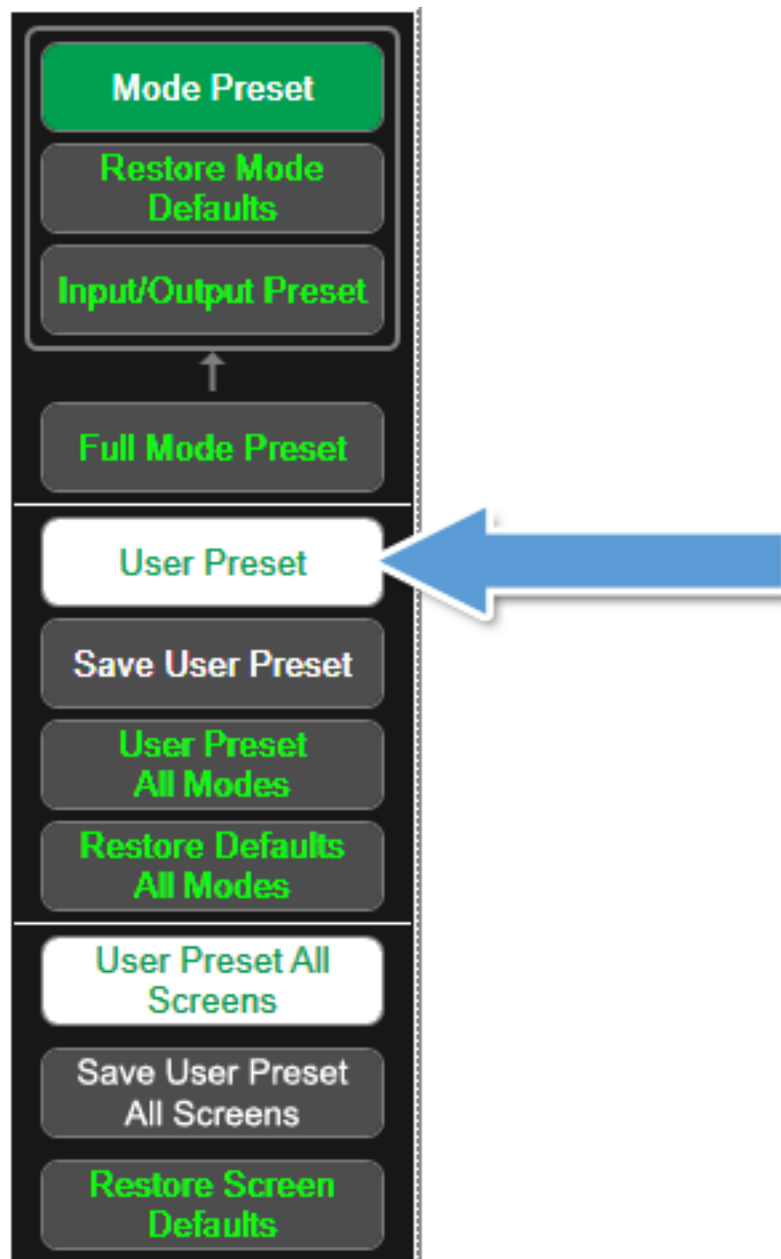 Mode Preset
Restore Mode
Defaults
Input/Output Preset
Full Mode Preset
User Preset
Save User Preset
User Preset
All Modes
Restore Defaults
All Modes
User Preset All
Screens
Save User Preset
All Screens
Restore Screen
Defaults